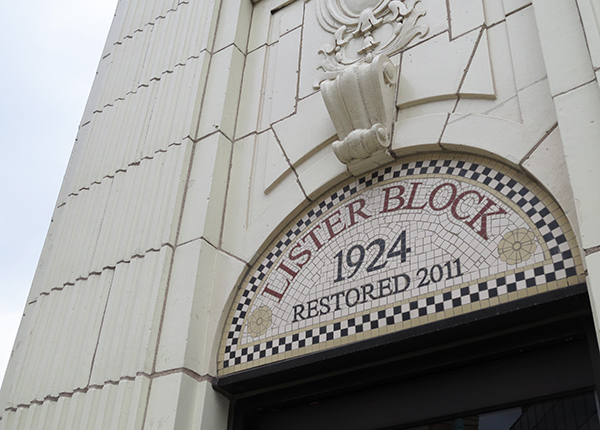 LISTER BLOCK
1924
RESTORED 2011